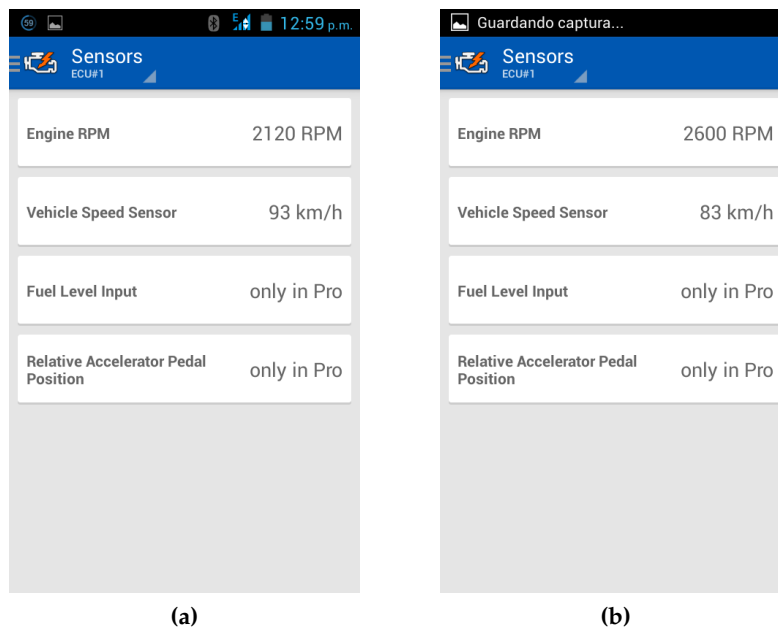 59
E
12:59 p.m.
Sensors
ECU#1
Engine RPM 2120 RPM
Vehicle Speed Sensor 93 km/h
Fuel Level Input only in Pro
Relative Accelerator Pedal
Position only in Pro
(a)
Guardando captura...
Sensors
ECU#1
Engine RPM 2600 RPM
Vehicle Speed Sensor 83 km/h
Fuel Level Input only in Pro
Relative Accelerator Pedal
Position only in Pro
(b)